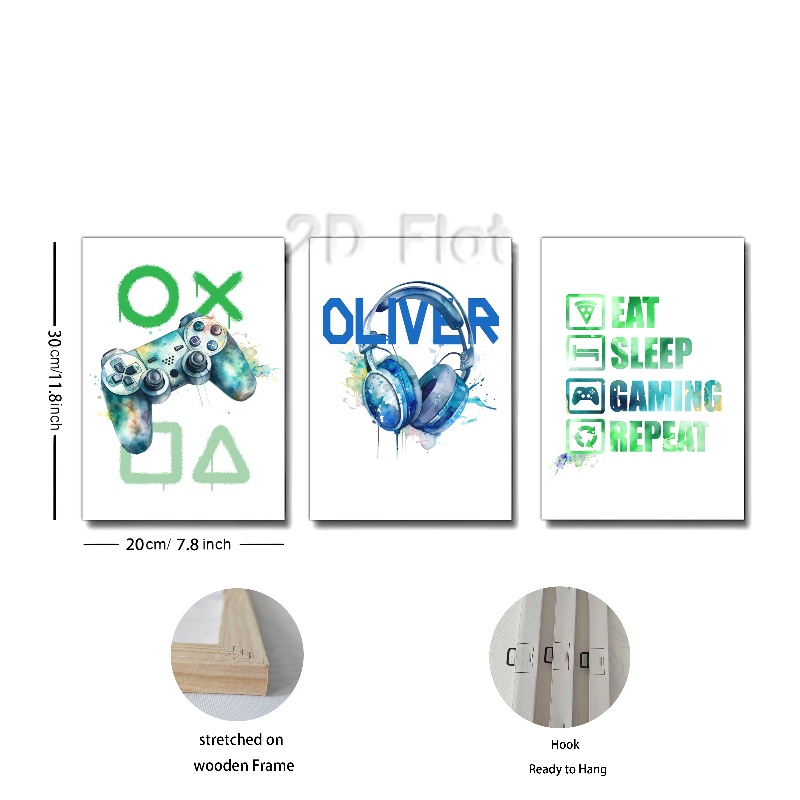 2D Flat
OX
OLIVER
EAT
SLEEP
GAMING
REPEAT
30cm/11.8inch
20cm/ 7.8 inch
stretched on
wooden Frame
Hook
Ready to Hang